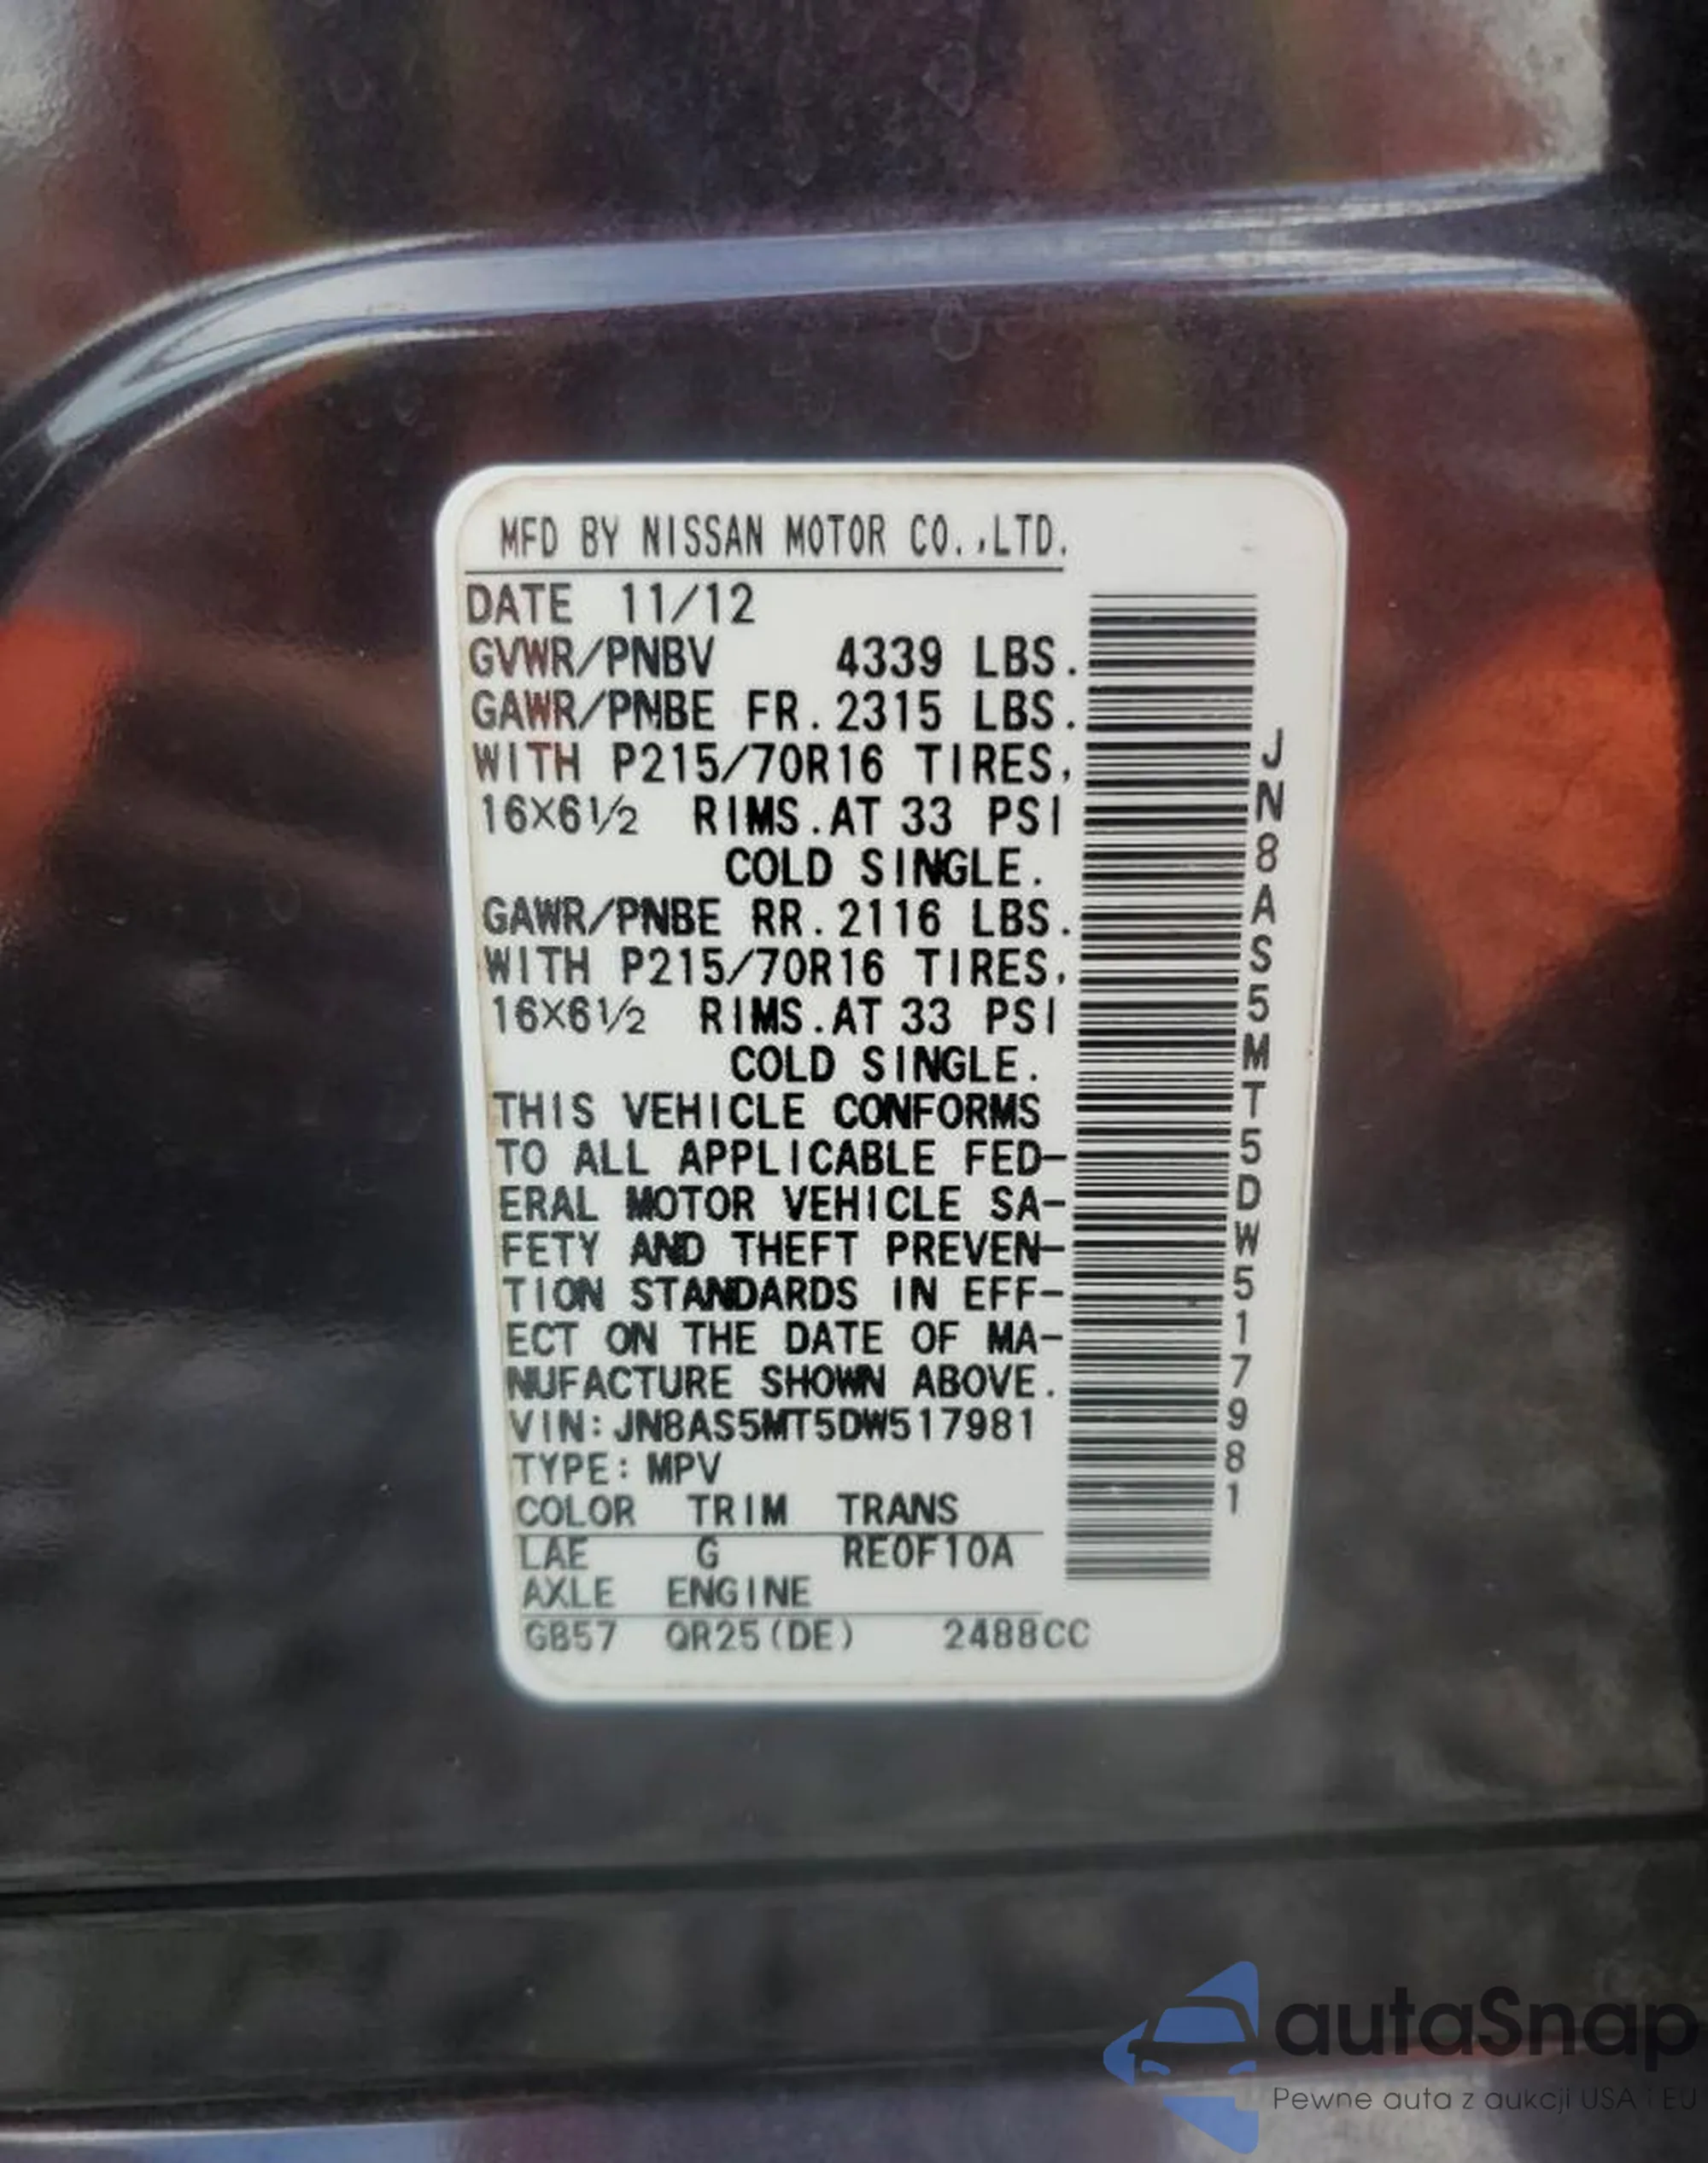 MFD BY NISSAN MOTOR CO.,LTD.
DATE 11/12
GVWR/PNBV 4339 LBS.
GAWR/PNBE FR.2315 LBS.
WITH P215/70R16 TIRES,
16X6½ RIMS.AT 33 PSI
COLD SINGLE.
GAWR/PNBE RR.2116 LBS.
WITH P215/70R16 TIRES,
16X6½ RIMS.AT 33 PSI
COLD SINGLE.
THIS VEHICLE CONFORMS
TO ALL APPLICABLE FED-
ERAL MOTOR VEHICLE SA-
FETY AND THEFT PREVEN-
TION STANDARDS IN EFF-
ECT ON THE DATE OF MA-
NUFACTURE SHOWN ABOVE.
VIN:JN8AS5MT5DW517981
TYPE:MPV
COLOR TRIM TRANS
LAE G RE0F10A
AXLE ENGINE
GB57 QR25(DE) 2488CC
JN8AS5MT5DW517981
autaSnap
Pewne auta z aukcji USA i EU